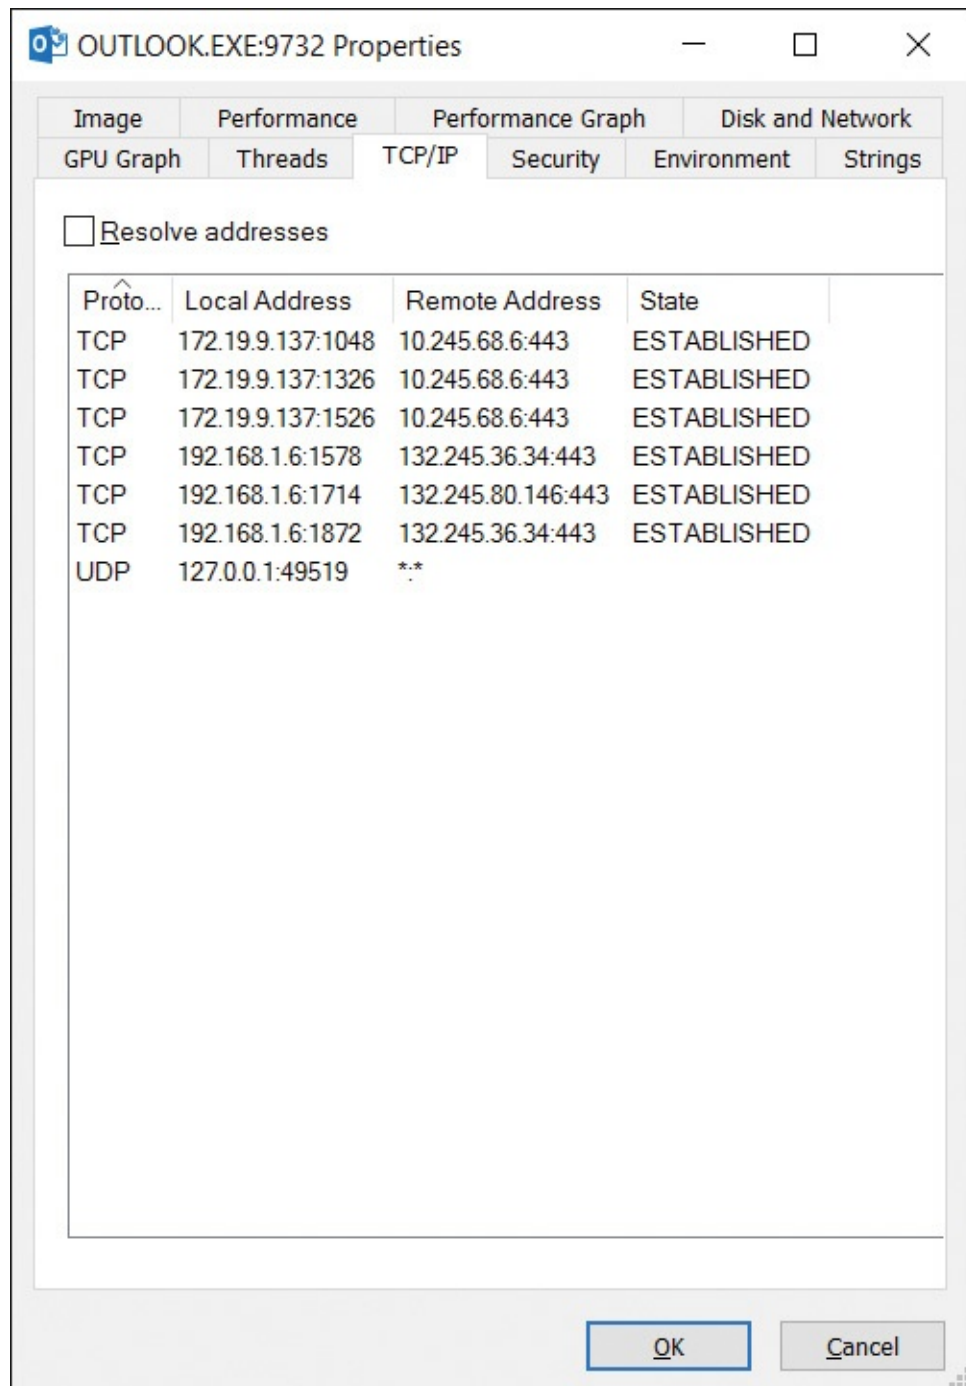 OUTLOOK.EXE:9732 Properties
Image Performance Performance Graph Disk and Network
GPU Graph Threads TCP/IP Security Environment Strings
Resolve addresses
Proto... Local Address Remote Address State
TCP 172.19.9.137:1048 10.245.68.6:443 ESTABLISHED
TCP 172.19.9.137:1326 10.245.68.6:443 ESTABLISHED
TCP 172.19.9.137:1526 10.245.68.6:443 ESTABLISHED
TCP 192.168.1.6:1578 132.245.36.34:443 ESTABLISHED
TCP 192.168.1.6:1714 132.245.80.146:443 ESTABLISHED
TCP 192.168.1.6:1872 132.245.36.34:443 ESTABLISHED
UDP 127.0.0.1:49519 *:*
OK Cancel